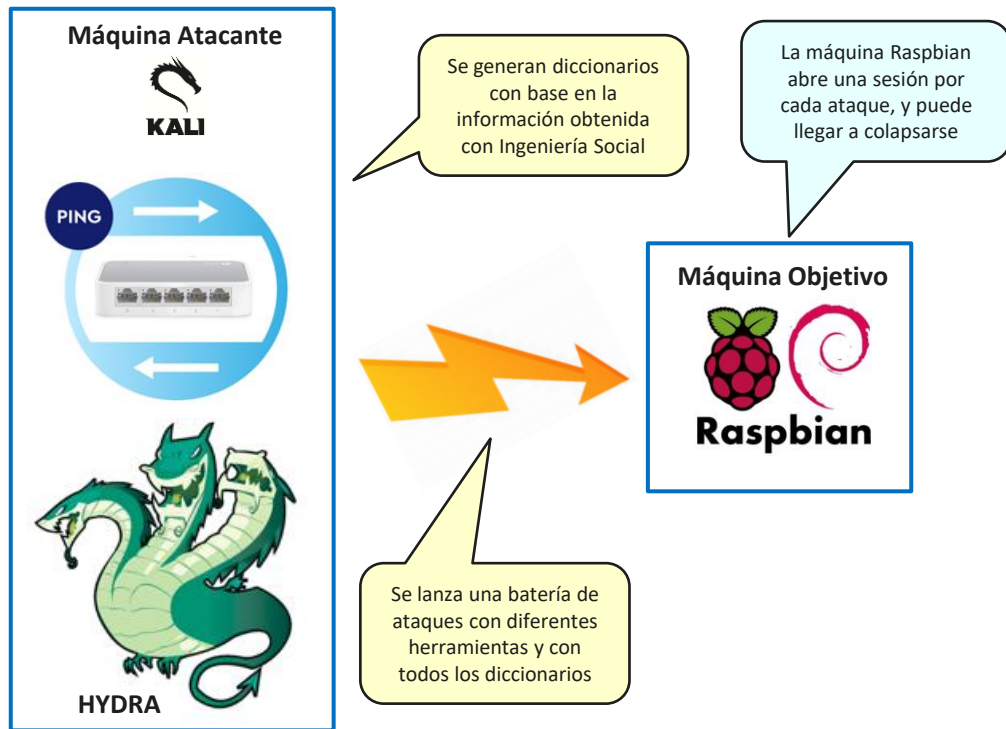 Máquina Atacante
KALI
PING
HYDRA
Se generan diccionarios
con base en la
información obtenida
con Ingeniería Social
La máquina Raspbian
abre una sesión por
cada ataque, y puede
llegar a colapsarse
Máquina Objetivo
Raspbian
Se lanza una batería de
ataques con diferentes
herramientas y con
todos los diccionarios